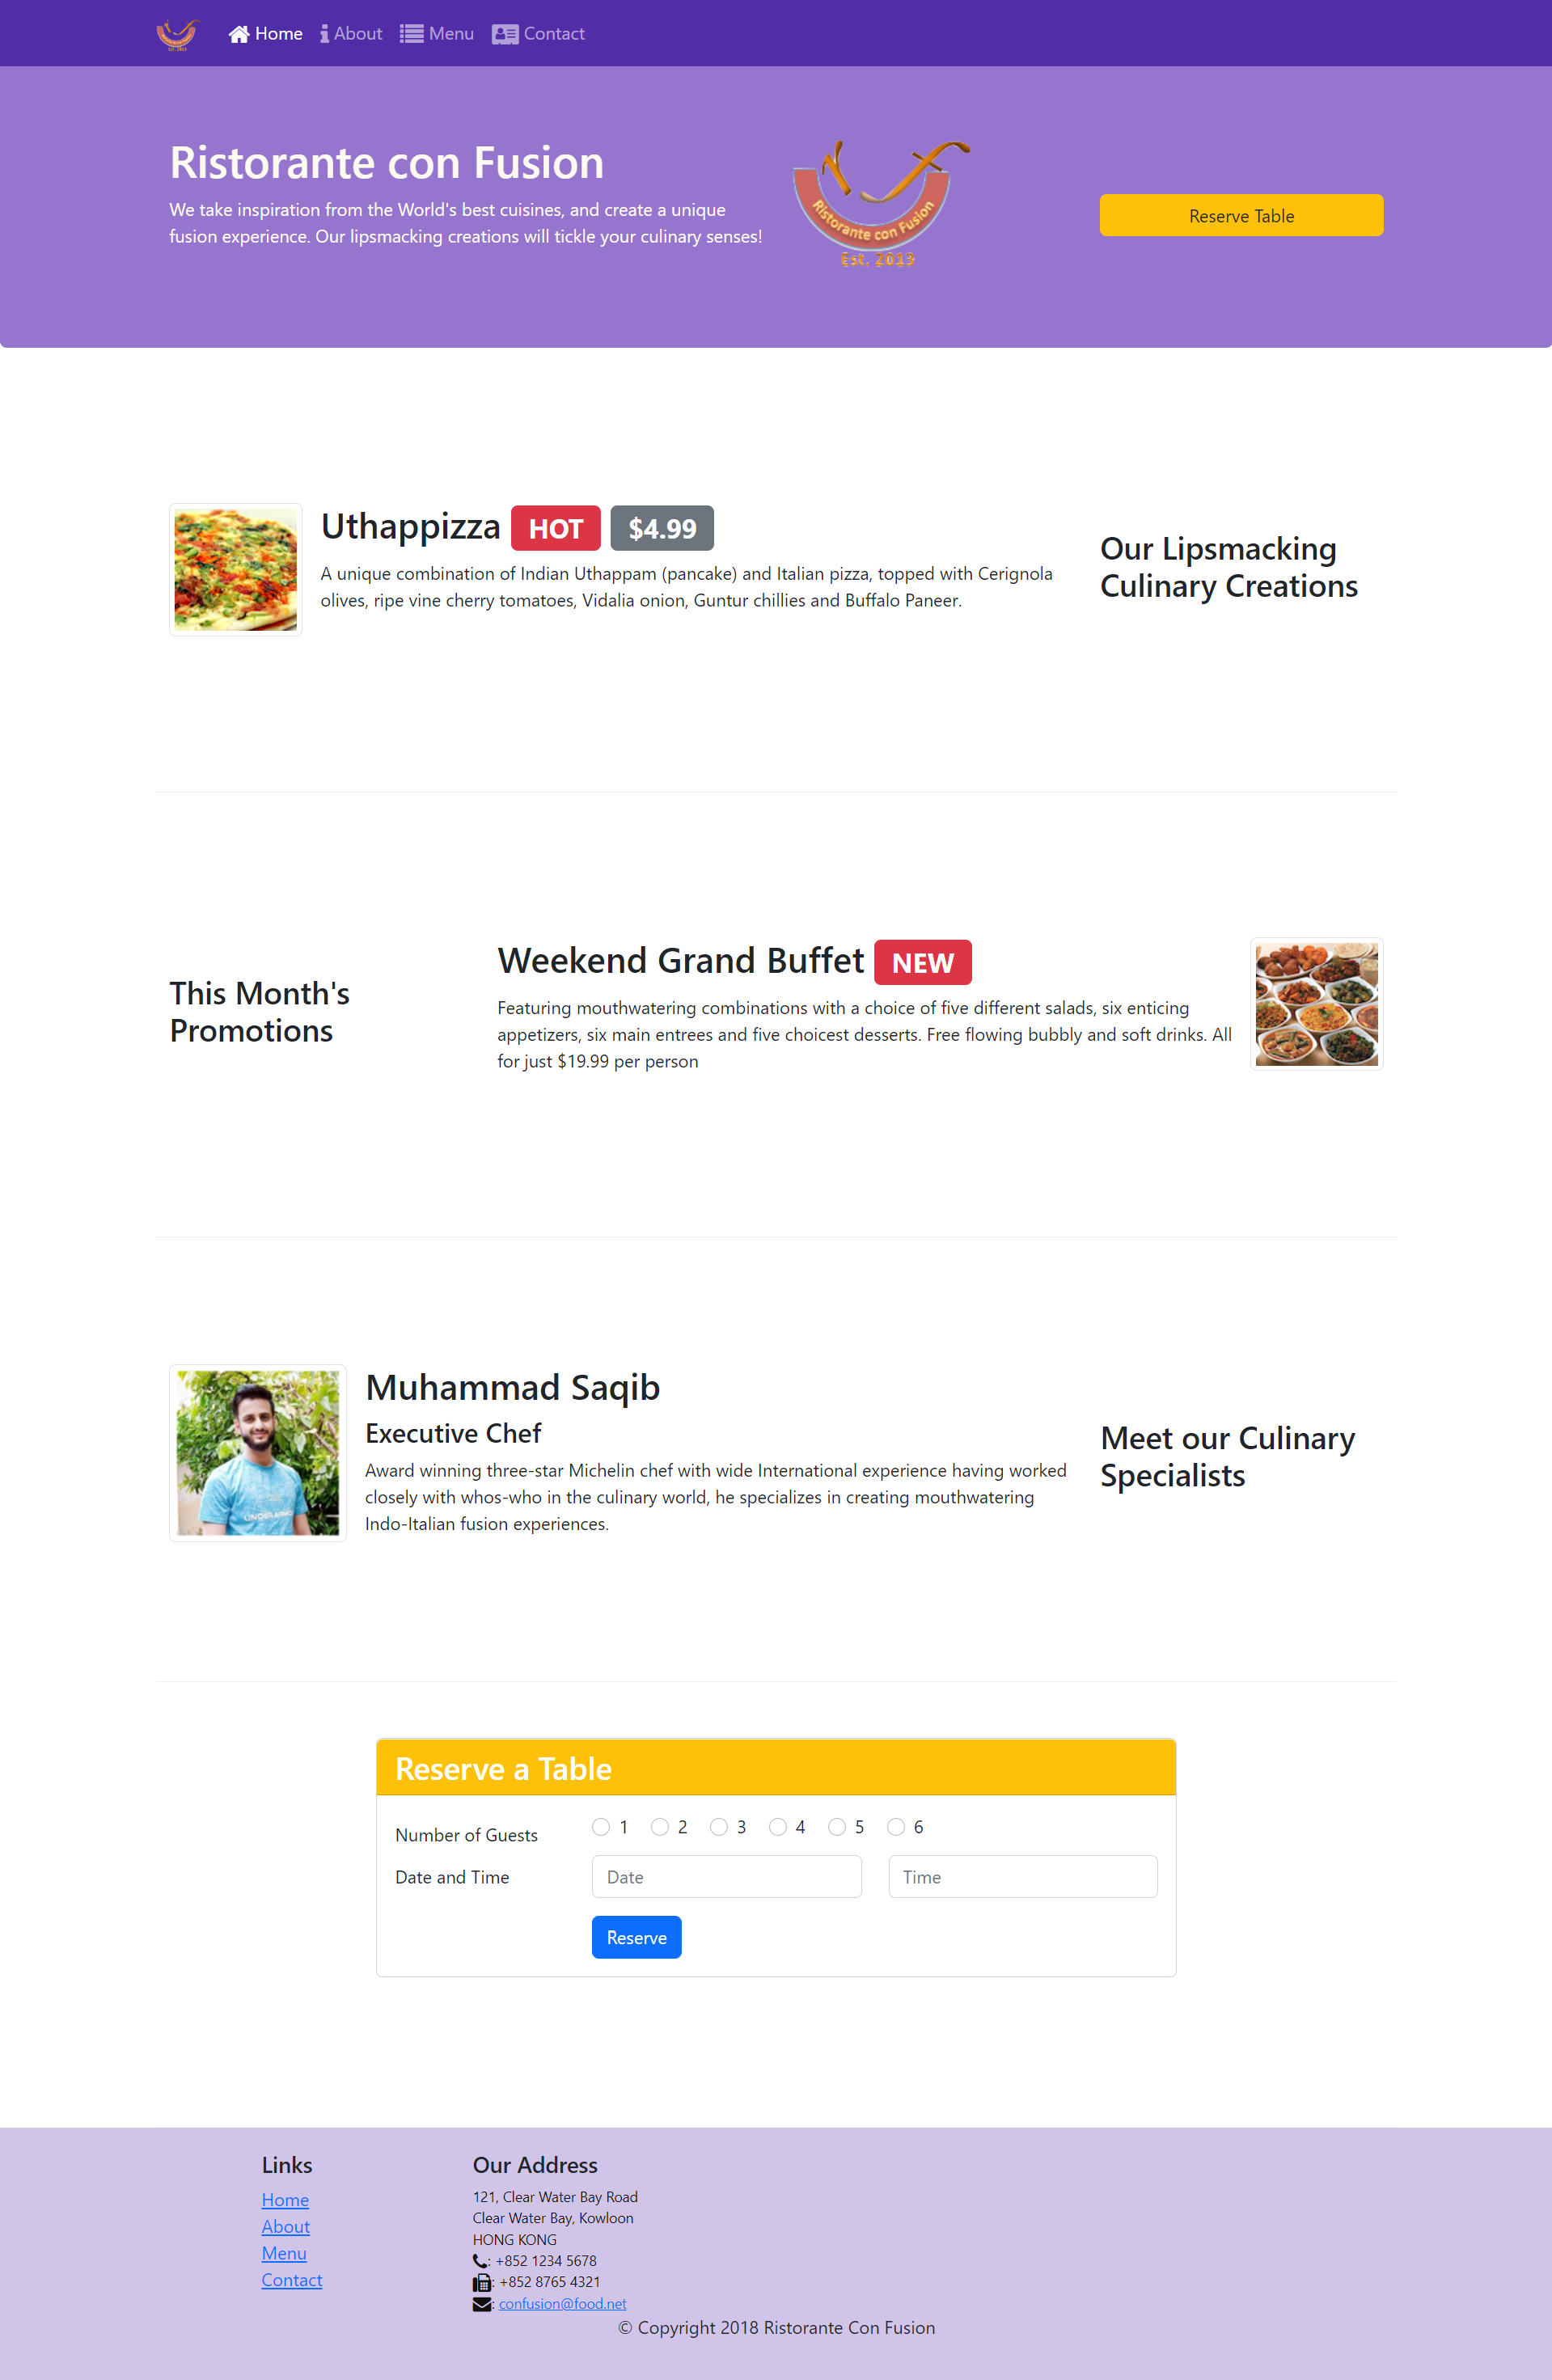 Home About Menu Contact
Ristorante con Fusion
We take inspiration from the World's best cuisines, and create a unique
fusion experience. Our lipsmacking creations will tickle your culinary senses!
Ristorante con Fusion
Est. 2013
Reserve Table
Uthappizza HOT $4.99
A unique combination of Indian Uthappam (pancake) and Italian pizza, topped with Cerignola
olives, ripe vine cherry tomatoes, Vidalia onion, Guntur chillies and Buffalo Paneer.
Our Lipsmacking
Culinary Creations
This Month's
Promotions
Weekend Grand Buffet NEW
Featuring mouthwatering combinations with a choice of five different salads, six enticing
appetizers, six main entrees and five choicest desserts. Free flowing bubbly and soft drinks. All
for just $19.99 per person
Muhammad Saqib
Executive Chef
Award winning three-star Michelin chef with wide International experience having worked
closely with whos-who in the culinary world, he specializes in creating mouthwatering
Indo-Italian fusion experiences.
Meet our Culinary
Specialists
Reserve a Table
Number of Guests 1 2 3 4 5 6
Date and Time Date Time
Reserve
Links
Home
About
Menu
Contact
Our Address
121, Clear Water Bay Road
Clear Water Bay, Kowloon
HONG KONG
: +852 1234 5678
: +852 8765 4321
: confusion@food.net
© Copyright 2018 Ristorante Con Fusion